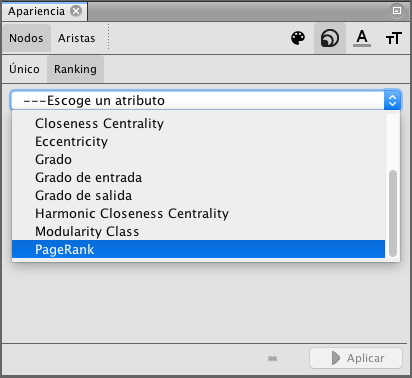 Apariencia
Nodos Aristas A TT
Único Ranking
---Escoge un atributo
Closeness Centrality
Eccentricity
Grado
Grado de entrada
Grado de salida
Harmonic Closeness Centrality
Modularity Class
PageRank
Aplicar